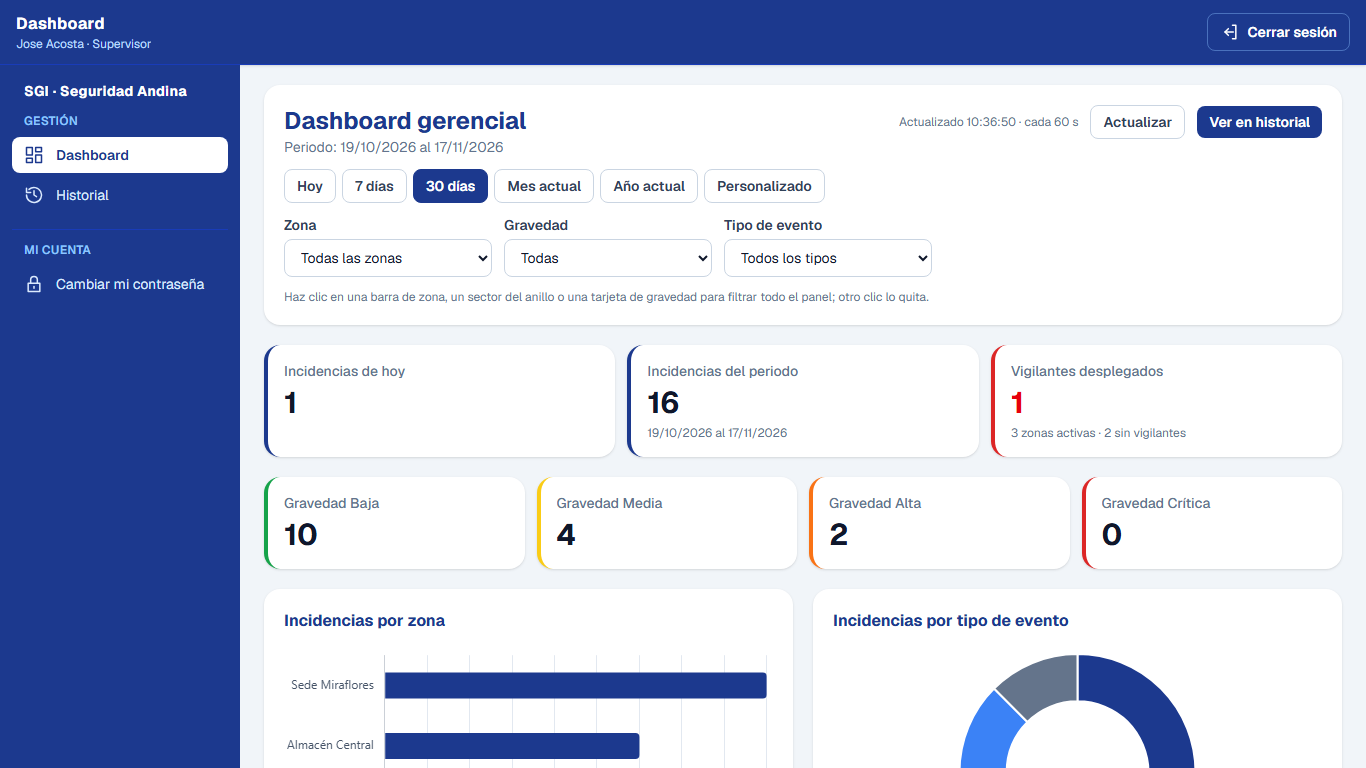 Dashboard
Jose Acosta · Supervisor
Cerrar sesión
SGI · Seguridad Andina
GESTIÓN
Dashboard
Historial
MI CUENTA
Cambiar mi contraseña
Dashboard gerencial
Periodo: 19/10/2026 al 17/11/2026
Actualizado 10:36:50 · cada 60 s
Actualizar
Ver en historial
Hoy
7 días
30 días
Mes actual
Año actual
Personalizado
Zona
Gravedad
Tipo de evento
Todas las zonas
Todas
Todos los tipos
Haz clic en una barra de zona, un sector del anillo o una tarjeta de gravedad para filtrar todo el panel; otro clic lo quita.
Incidencias de hoy
1
Incidencias del periodo
16
19/10/2026 al 17/11/2026
Vigilantes desplegados
1
3 zonas activas · 2 sin vigilantes
Gravedad Baja
10
Gravedad Media
4
Gravedad Alta
2
Gravedad Crítica
0
Incidencias por zona
Sede Miraflores
Almacén Central
Incidencias por tipo de evento